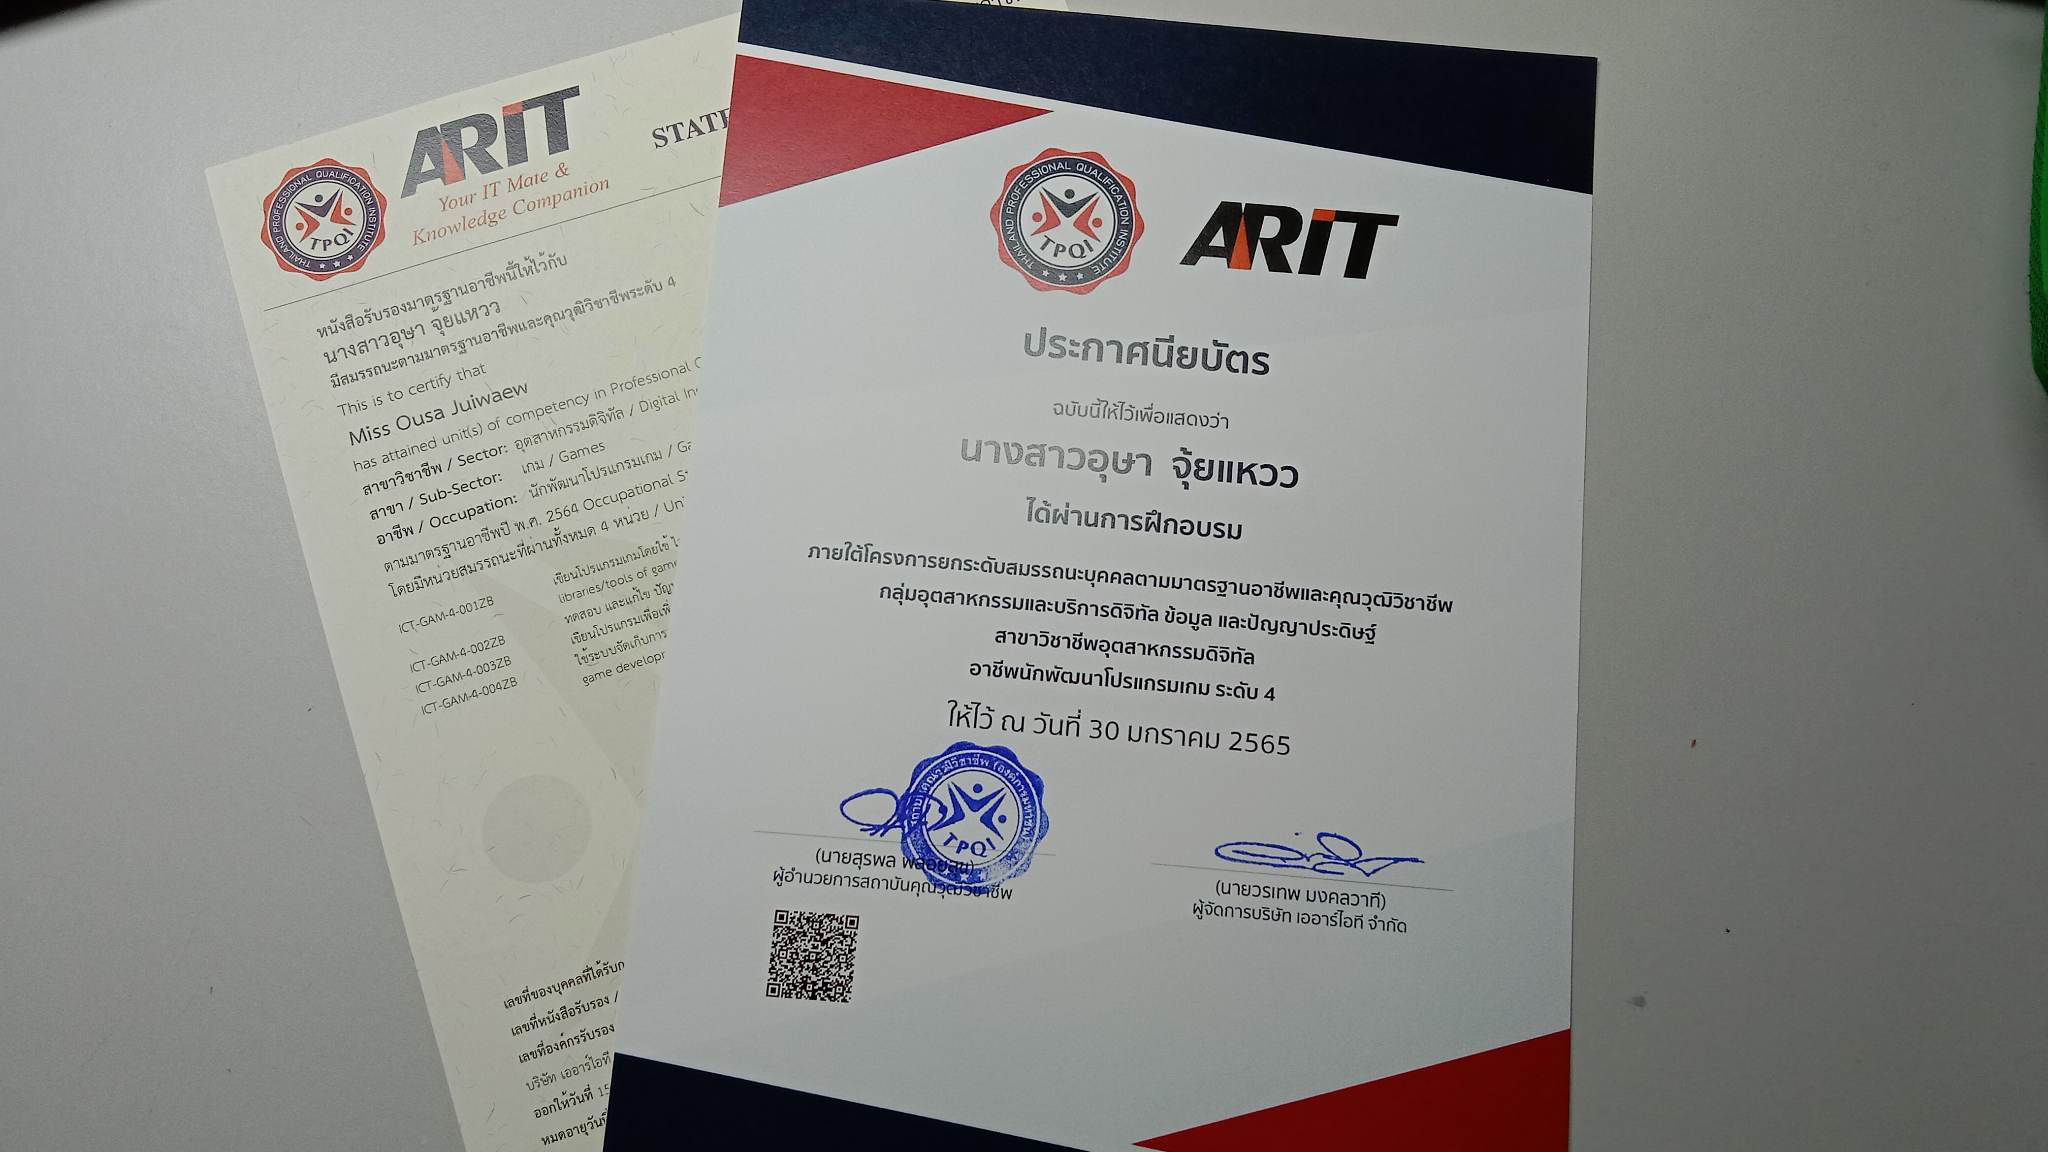 THAILAND PROFESSIONAL QUALIFICATION INSTITUTE
TPQI
ARiT
Your IT Mate &
Knowledge Companion
หนังสือรับรองมาตรฐานอาชีพนี้ให้ไว้กับ
นางสาวอุษา จุ้ยแหวว
มีสมรรถนะตามมาตรฐานอาชีพและคุณวุฒิวิชาชีพระดับ 4
This is to certify that
Miss Ousa Juiwaew
has attained unit(s) of competency in Professional
สาขาวิชาชีพ / Sector: อุตสาหกรรมดิจิทัล / Digital
สาขา / Sub-Sector: เกม / Games
อาชีพ / Occupation: นักพัฒนาโปรแกรมเกม /
ตามมาตรฐานอาชีพปี พ.ศ. 2564 Occupational
โดยมีหน่วยสมรรถนะที่ผ่านทั้งหมด 4 หน่วย /
ICT-GAM-4-001ZB เขียนโปรแกรมเกมโดยใช้
libraries/tools of
ICT-GAM-4-002ZB ทดสอบ และแก้ไข
ICT-GAM-4-003ZB เขียนโปรแกรมเพื่อ
ICT-GAM-4-004ZB ใช้ระบบจัดเก็บการ
game
เลขที่ของบุคคลที่ได้
เลขที่หนังสือรับรอง /
เลขที่องค์กรรับรอง
บริษัท เออาร์ไอที
ออกให้วันที่
หมดอายุ
THAILAND PROFESSIONAL QUALIFICATION INSTITUTE
TPQI
ARiT
ประกาศนียบัตร
ฉบับนี้ให้ไว้เพื่อแสดงว่า
นางสาวอุษา จุ้ยแหวว
ได้ผ่านการฝึกอบรม
ภายใต้โครงการยกระดับสมรรถนะบุคคลตามมาตรฐานอาชีพและคุณวุฒิวิชาชีพ
กลุ่มอุตสาหกรรมและบริการดิจิทัล ข้อมูล และปัญญาประดิษฐ์
สาขาวิชาชีพอุตสาหกรรมดิจิทัล
อาชีพนักพัฒนาโปรแกรมเกม ระดับ 4
ให้ไว้ ณ วันที่ 30 มกราคม 2565
TPQI
(นายสุรพล พลอยสุข)
ผู้อำนวยการสถาบันคุณวุฒิวิชาชีพ
(นายวรเทพ มงคลวาที)
ผู้จัดการบริษัท เออาร์ไอที จำกัด